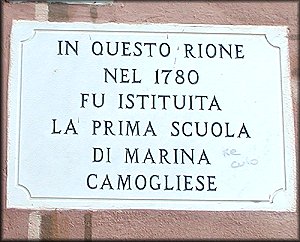 IN QUESTO RIONE
NEL 1780
FU ISTITUITA
LA PRIMA SCUOLA
DI MARINA
CAMOGLIESE